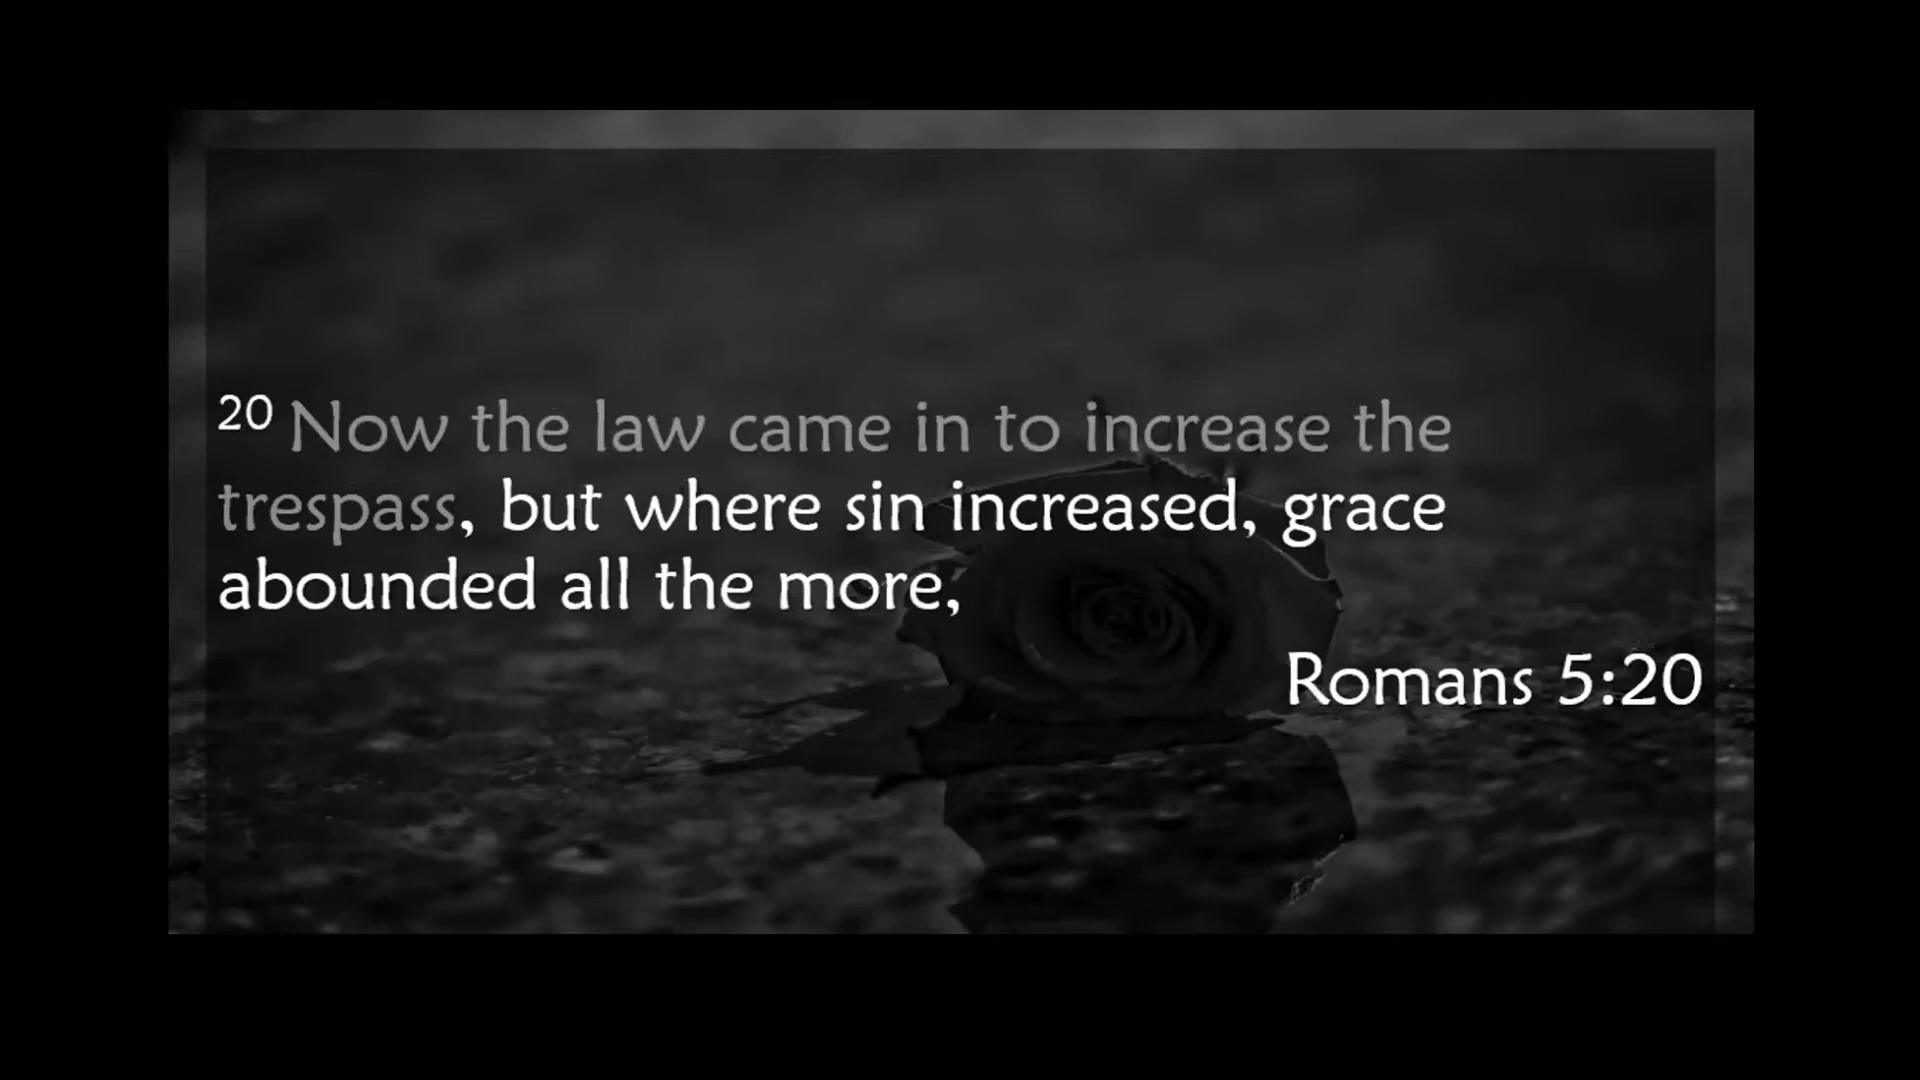 20 Now the law came in to increase the
trespass, but where sin increased, grace
abounded all the more,
Romans 5:20